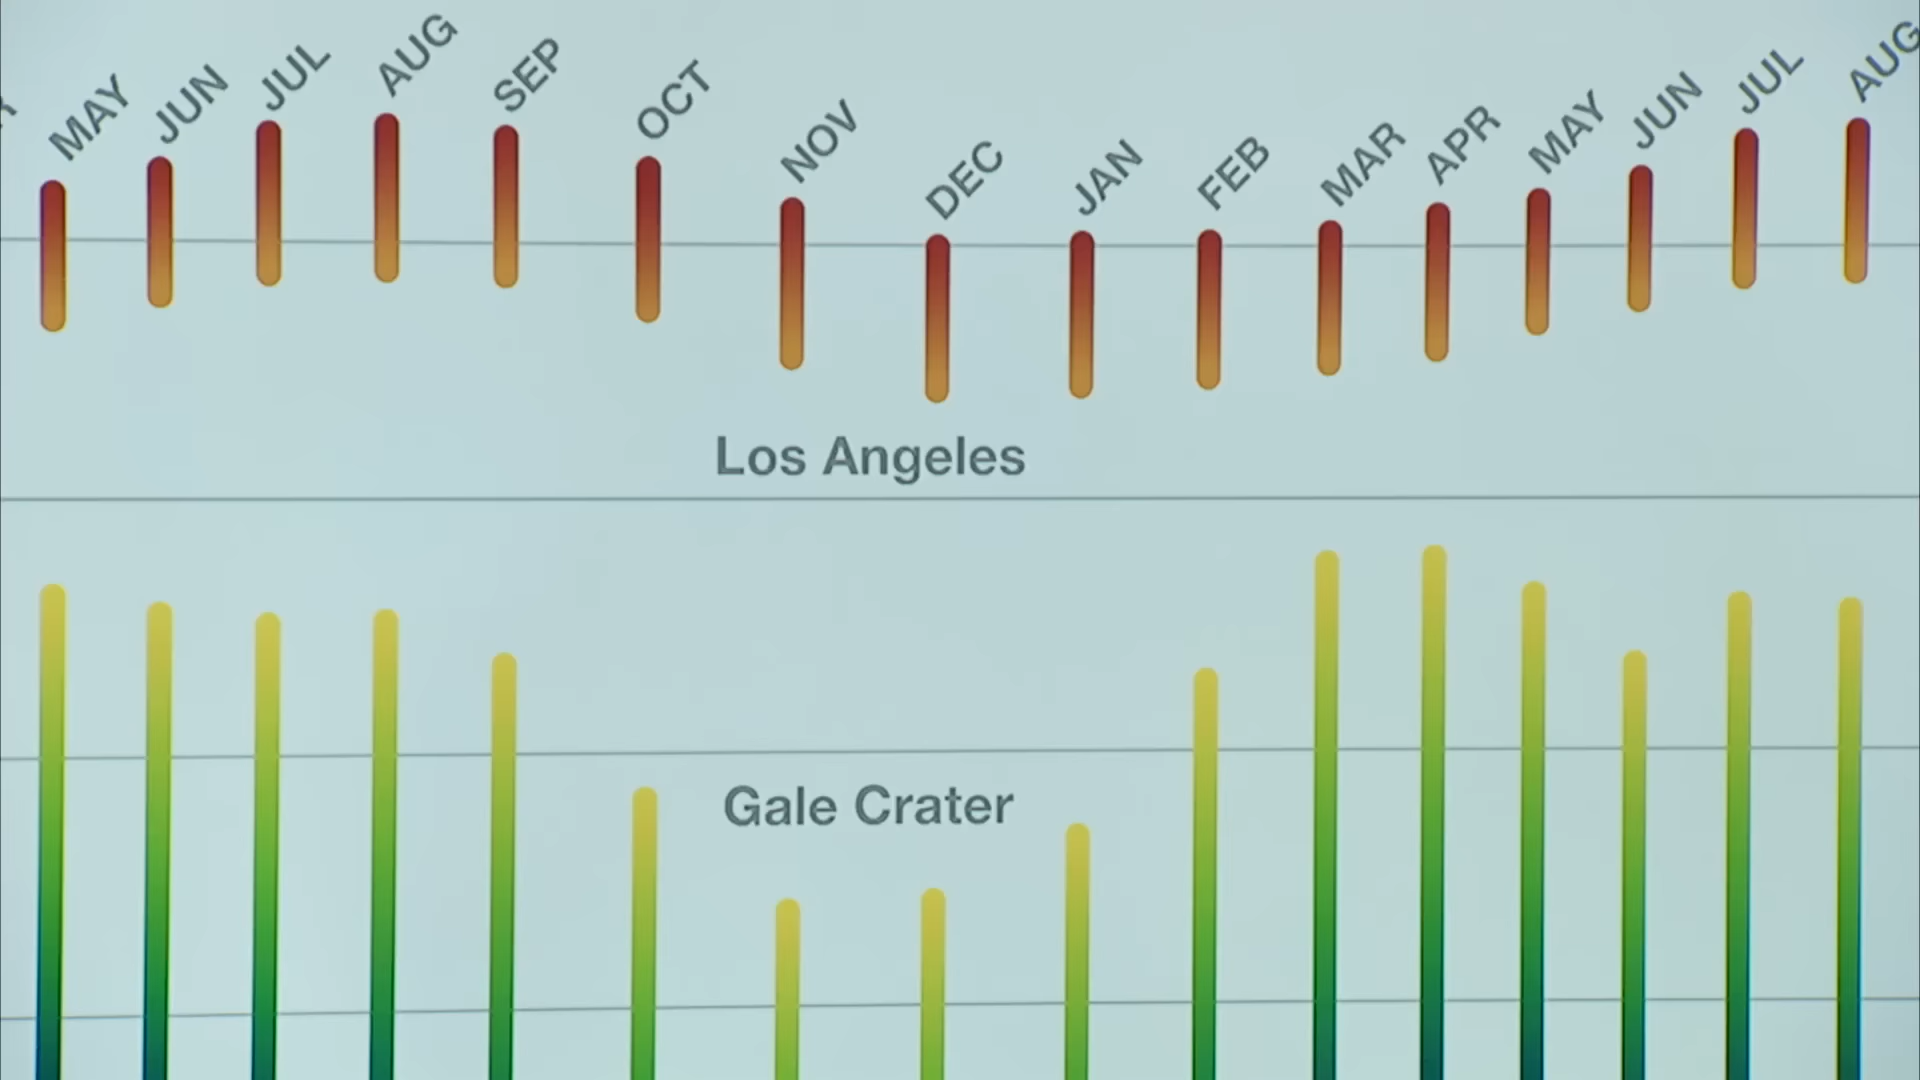 MAY
JUN
JUL
AUG
SEP
OCT
NOV
DEC
JAN
FEB
MAR
APR
MAY
JUN
JUL
AUG
Los Angeles
Gale Crater